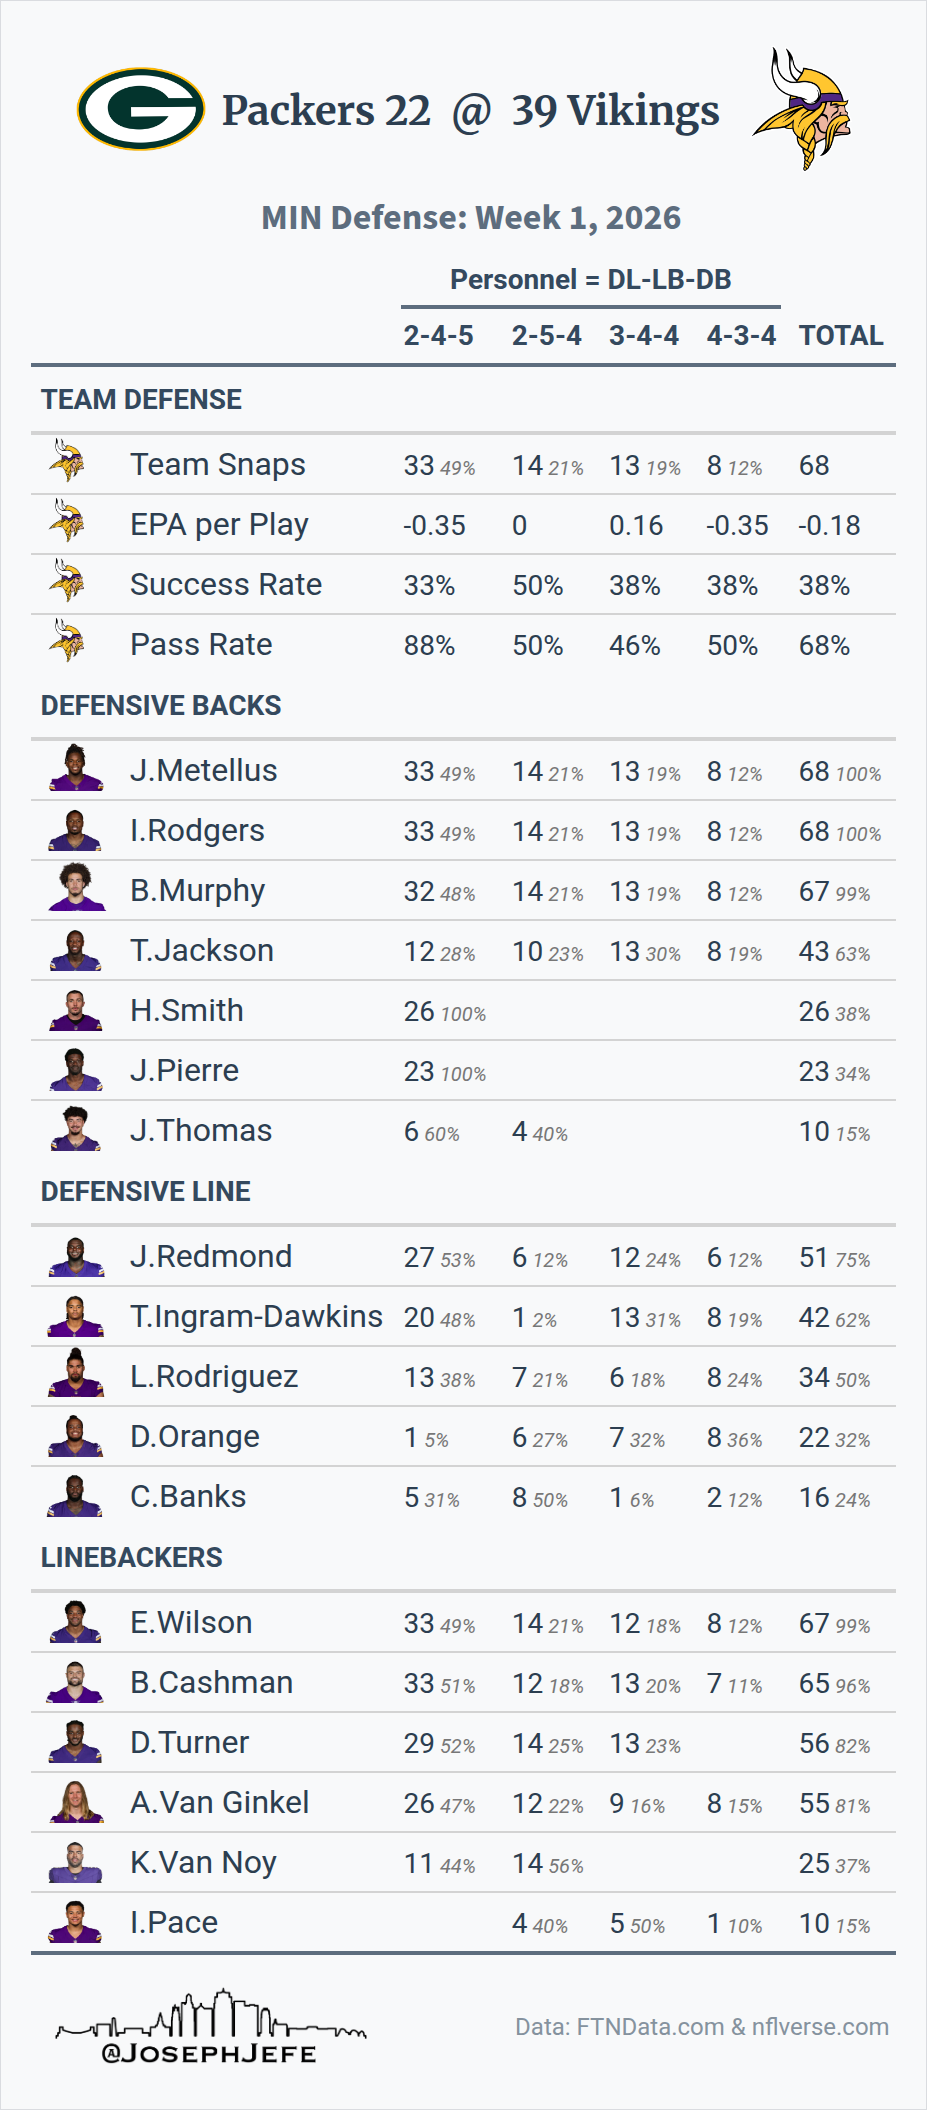 Packers 22 @ 39 Vikings
MIN Defense: Week 1, 2026
Personnel = DL-LB-DB
2-4-5 2-5-4 3-4-4 4-3-4 TOTAL
TEAM DEFENSE
Team Snaps 33 49% 14 21% 13 19% 8 12% 68
EPA per Play -0.35 0 0.16 -0.35 -0.18
Success Rate 33% 50% 38% 38% 38%
Pass Rate 88% 50% 46% 50% 68%
DEFENSIVE BACKS
J.Metellus 33 49% 14 21% 13 19% 8 12% 68 100%
I.Rodgers 33 49% 14 21% 13 19% 8 12% 68 100%
B.Murphy 32 48% 14 21% 13 19% 8 12% 67 99%
T.Jackson 12 28% 10 23% 13 30% 8 19% 43 63%
H.Smith 26 100% 26 38%
J.Pierre 23 100% 23 34%
J.Thomas 6 60% 4 40% 10 15%
DEFENSIVE LINE
J.Redmond 27 53% 6 12% 12 24% 6 12% 51 75%
T.Ingram-Dawkins 20 48% 1 2% 13 31% 8 19% 42 62%
L.Rodriguez 13 38% 7 21% 6 18% 8 24% 34 50%
D.Orange 1 5% 6 27% 7 32% 8 36% 22 32%
C.Banks 5 31% 8 50% 1 6% 2 12% 16 24%
LINEBACKERS
E.Wilson 33 49% 14 21% 12 18% 8 12% 67 99%
B.Cashman 33 51% 12 18% 13 20% 7 11% 65 96%
D.Turner 29 52% 14 25% 13 23% 56 82%
A.Van Ginkel 26 47% 12 22% 9 16% 8 15% 55 81%
K.Van Noy 11 44% 14 56% 25 37%
I.Pace 4 40% 5 50% 1 10% 10 15%
@JosephJefe
Data: FTNData.com & nflverse.com